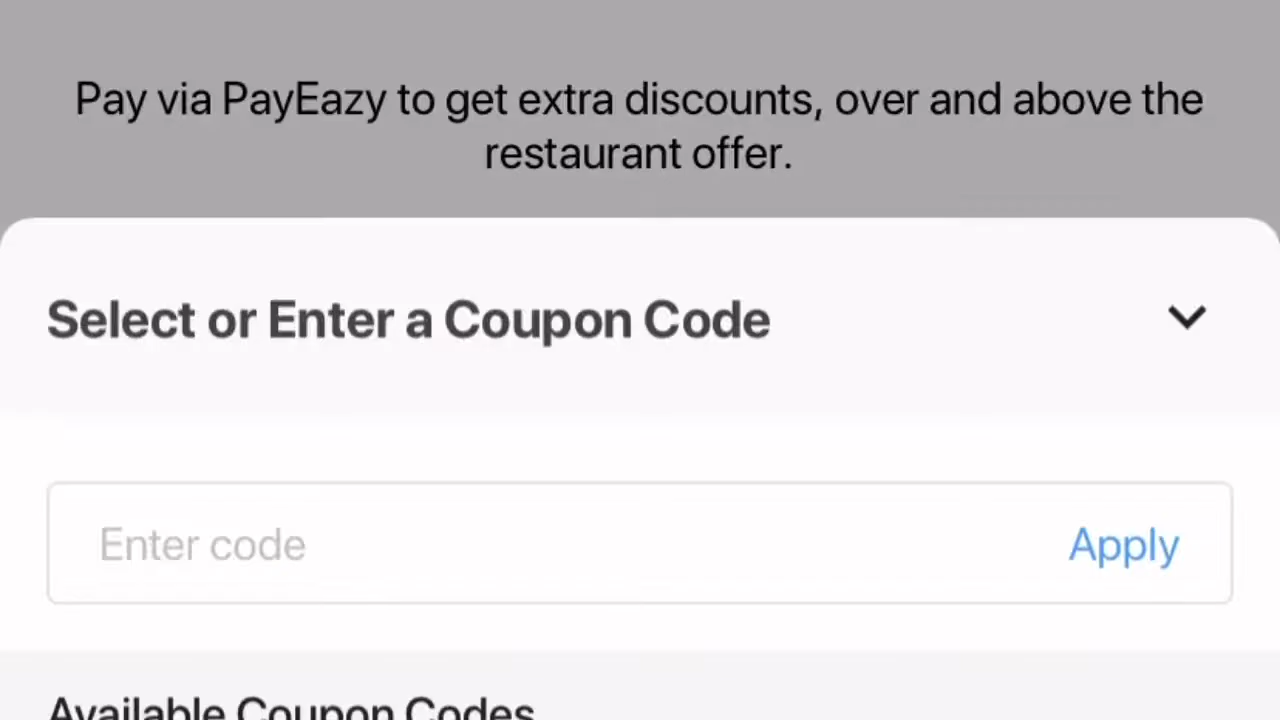 Pay via PayEazy to get extra discounts, over and above the
restaurant offer.
Select or Enter a Coupon Code
Enter code
Apply
Available Coupon Codes